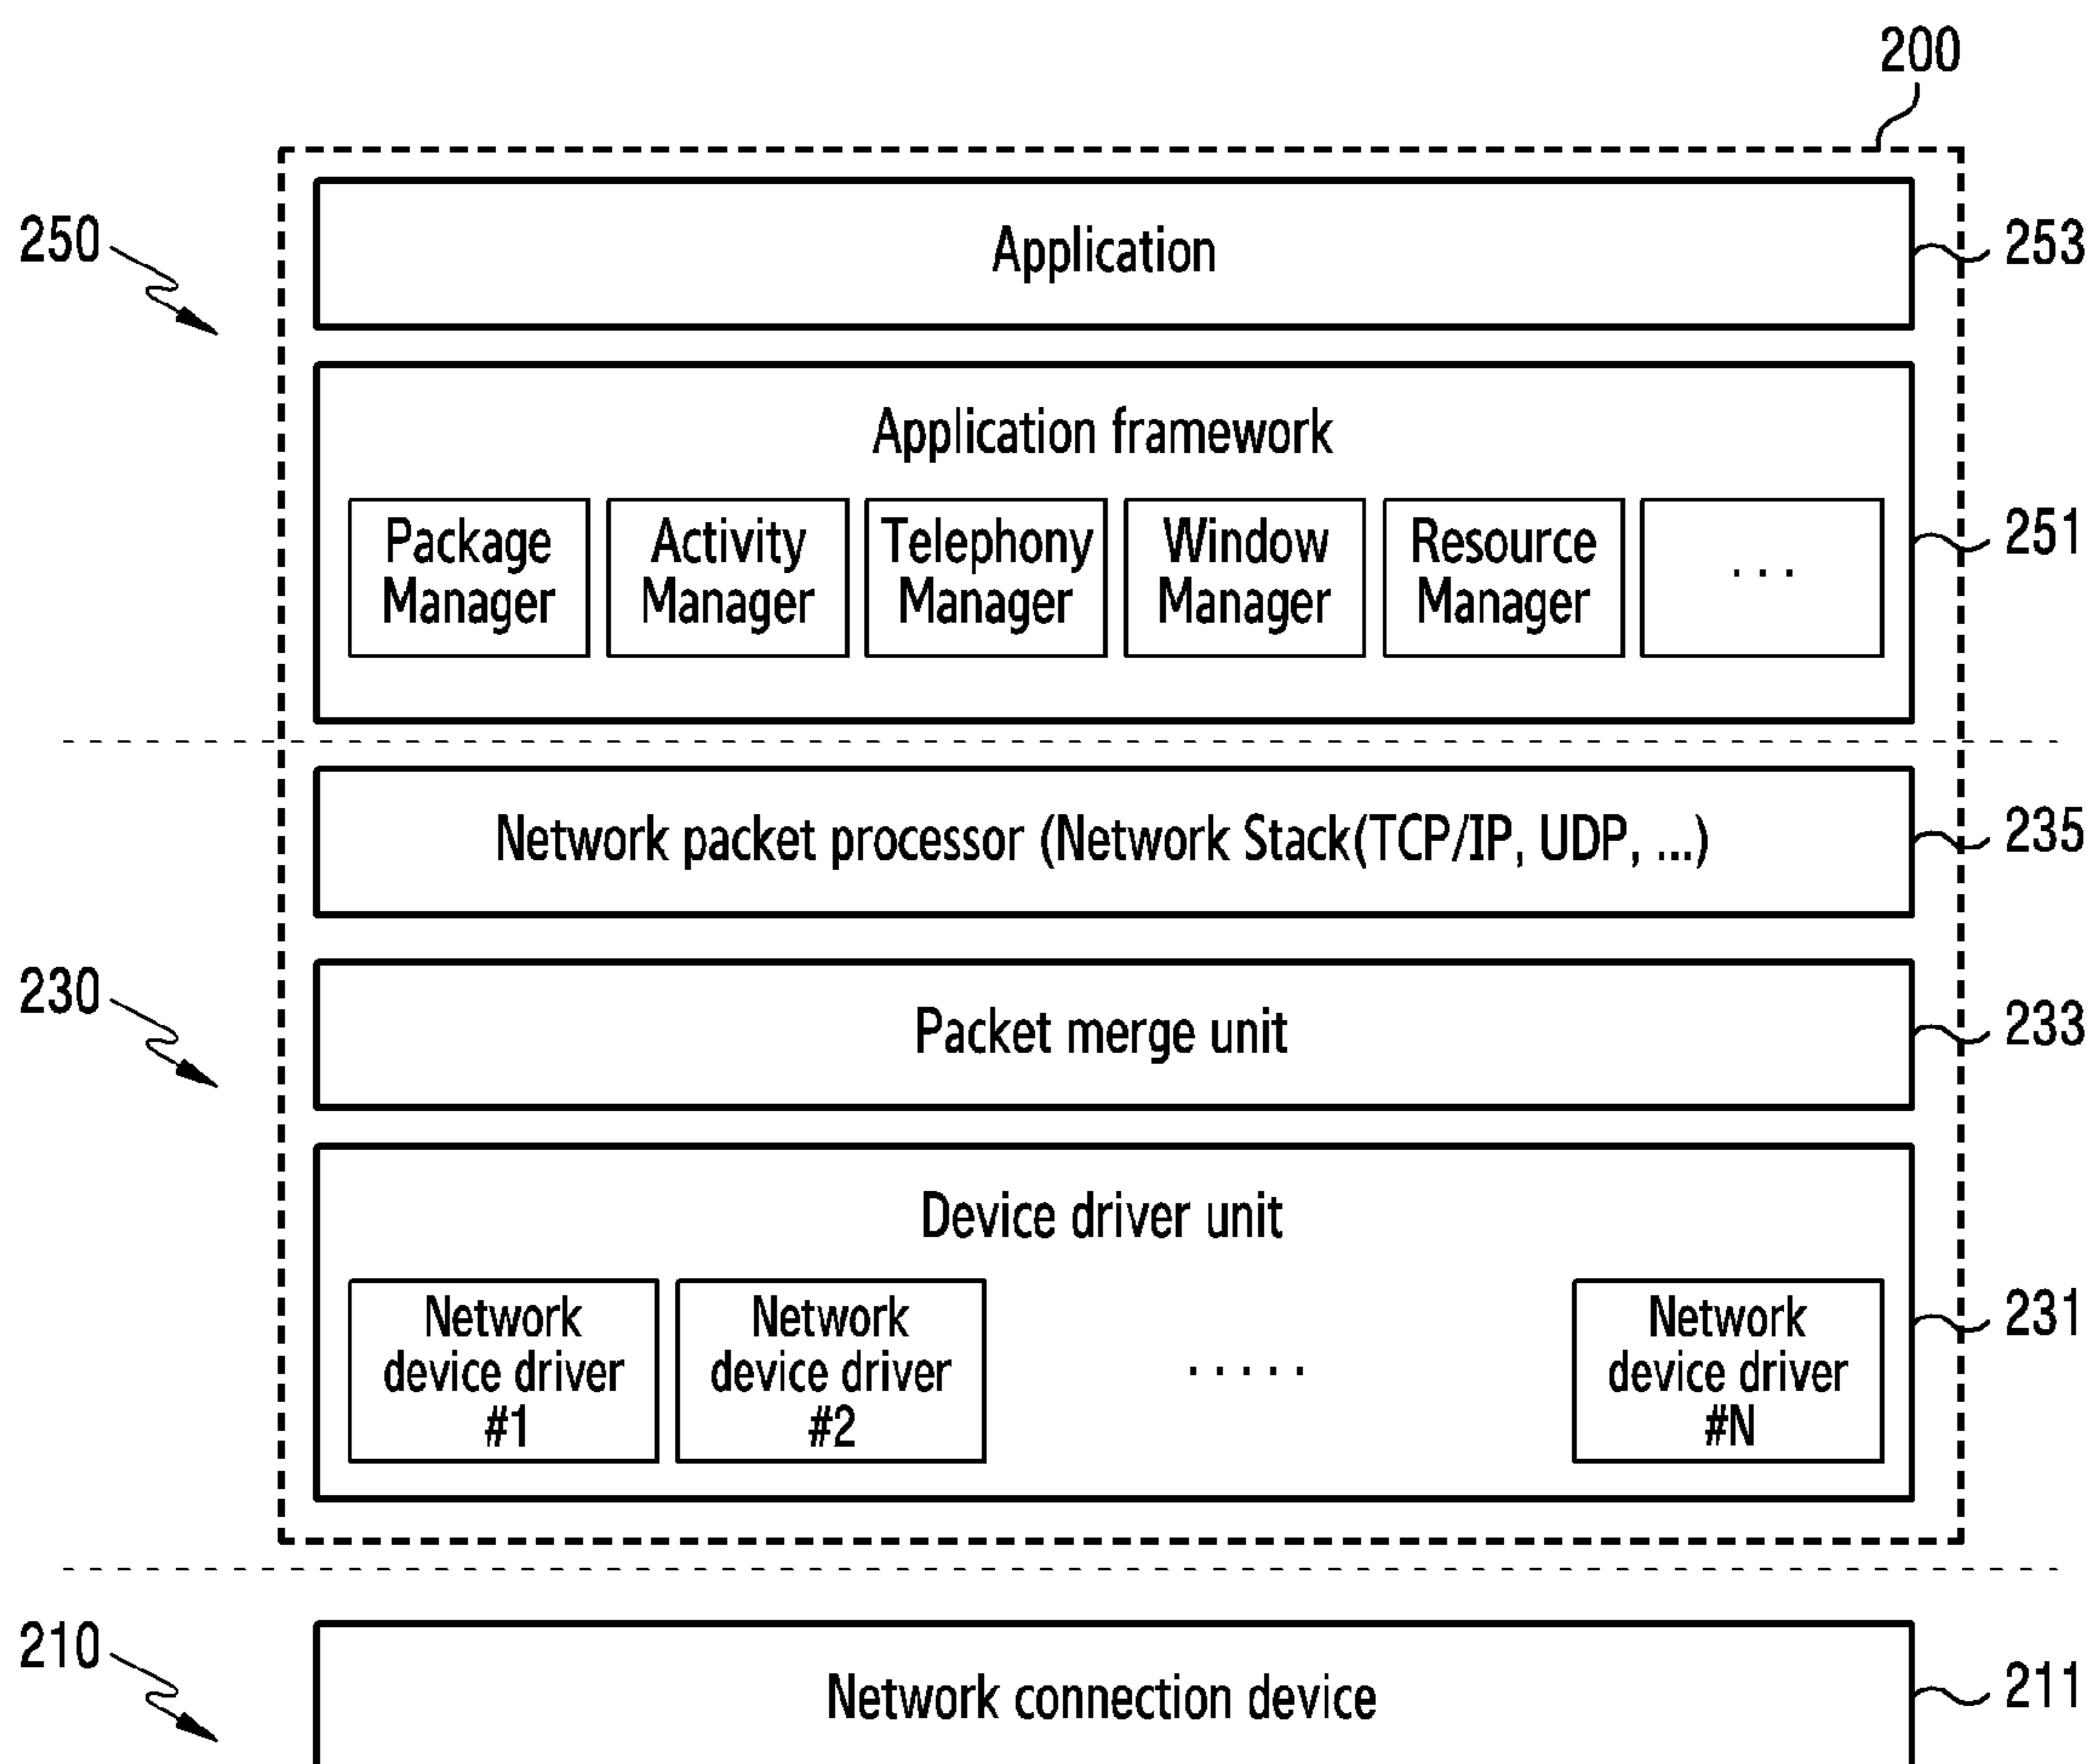 200
250
Application
253
Application framework
Package Manager
Activity Manager
Telephony Manager
Window Manager
Resource Manager
...
251
Network packet processor (Network Stack(TCP/IP, UDP, ...)
235
230
Packet merge unit
233
Device driver unit
Network device driver #1
Network device driver #2
.....
Network device driver #N
231
210
Network connection device
211